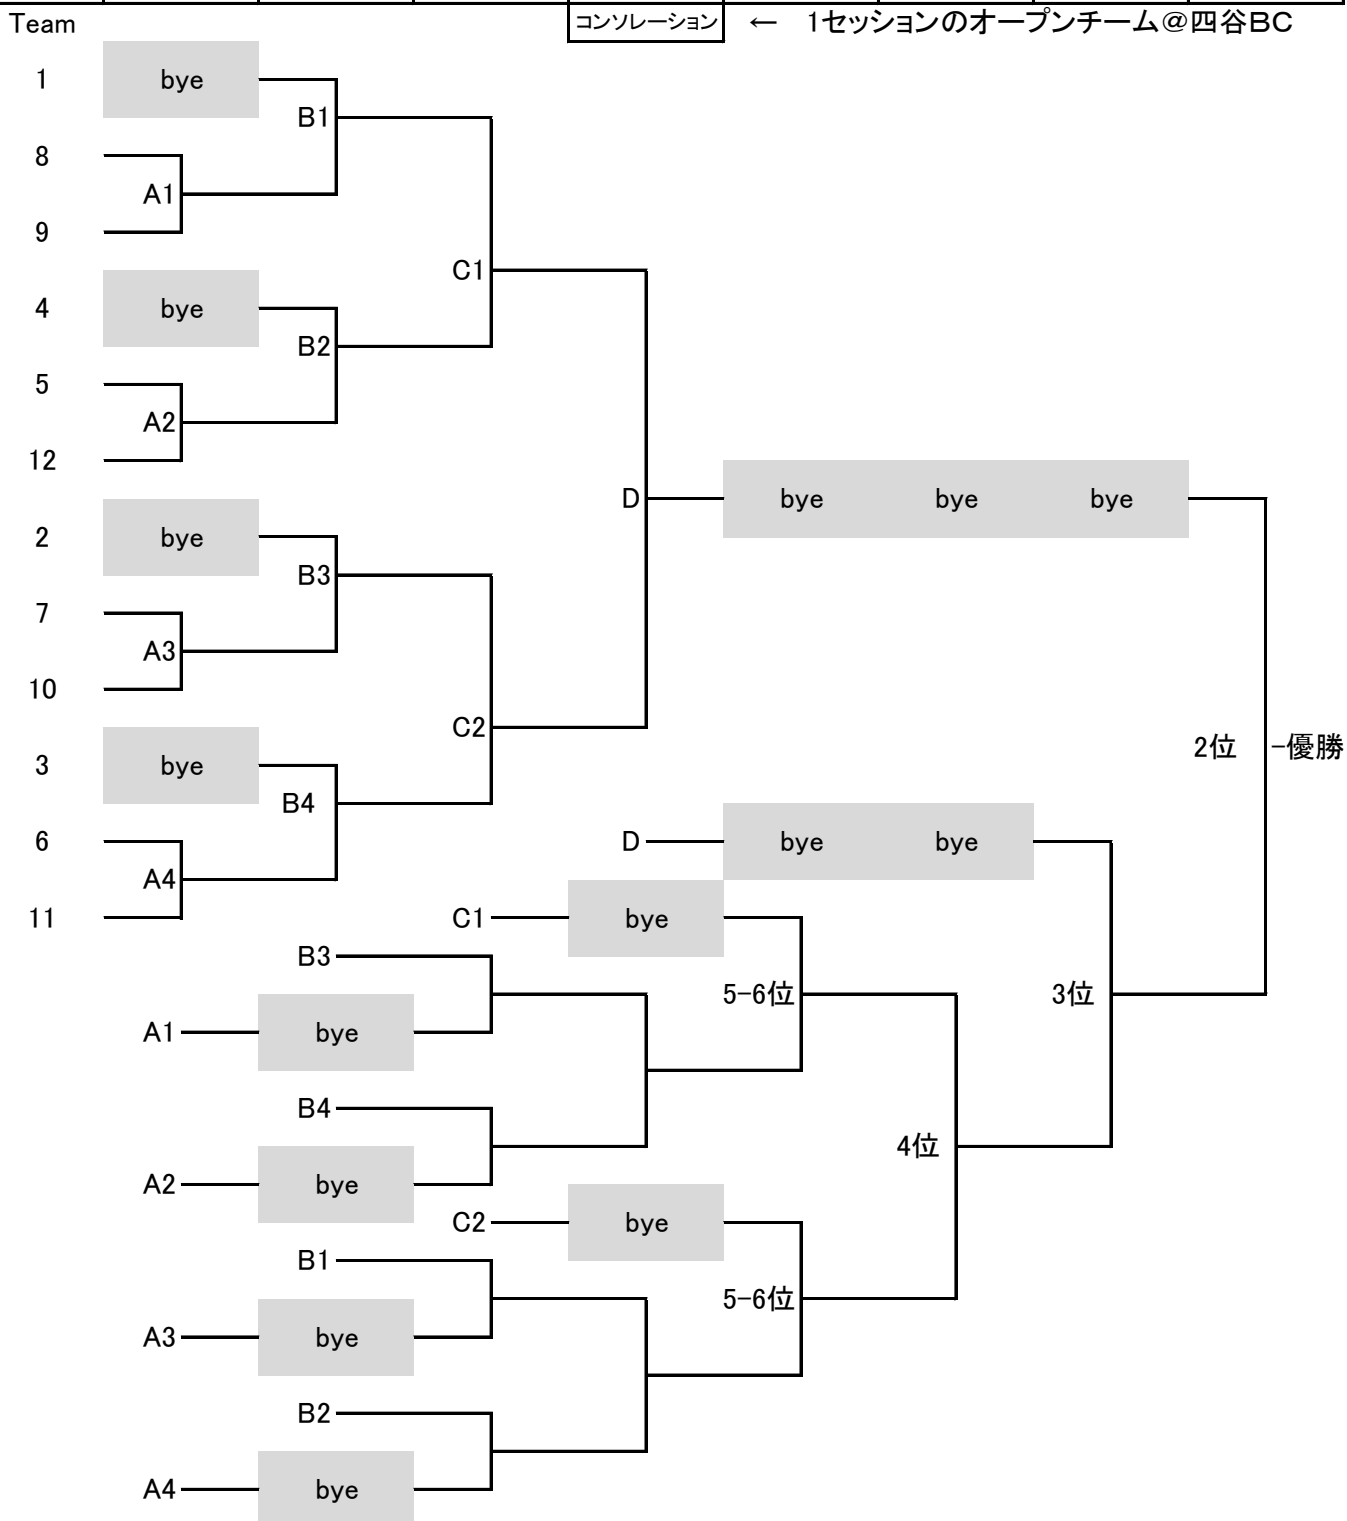 Team コンソレーション ← 1セッションのオープンチーム@四谷BC
1 bye
B1
8
A1
9
C1
4 bye
B2
5
A2
12
D bye bye bye
2 bye
B3
7
A3
10
C2
2位 -優勝
3 bye
B4
6
D bye bye
A4
11
C1 bye
B3
5-6位
3位
A1 bye
B4
4位
A2 bye
C2 bye
B1
5-6位
A3 bye
B2
A4 bye